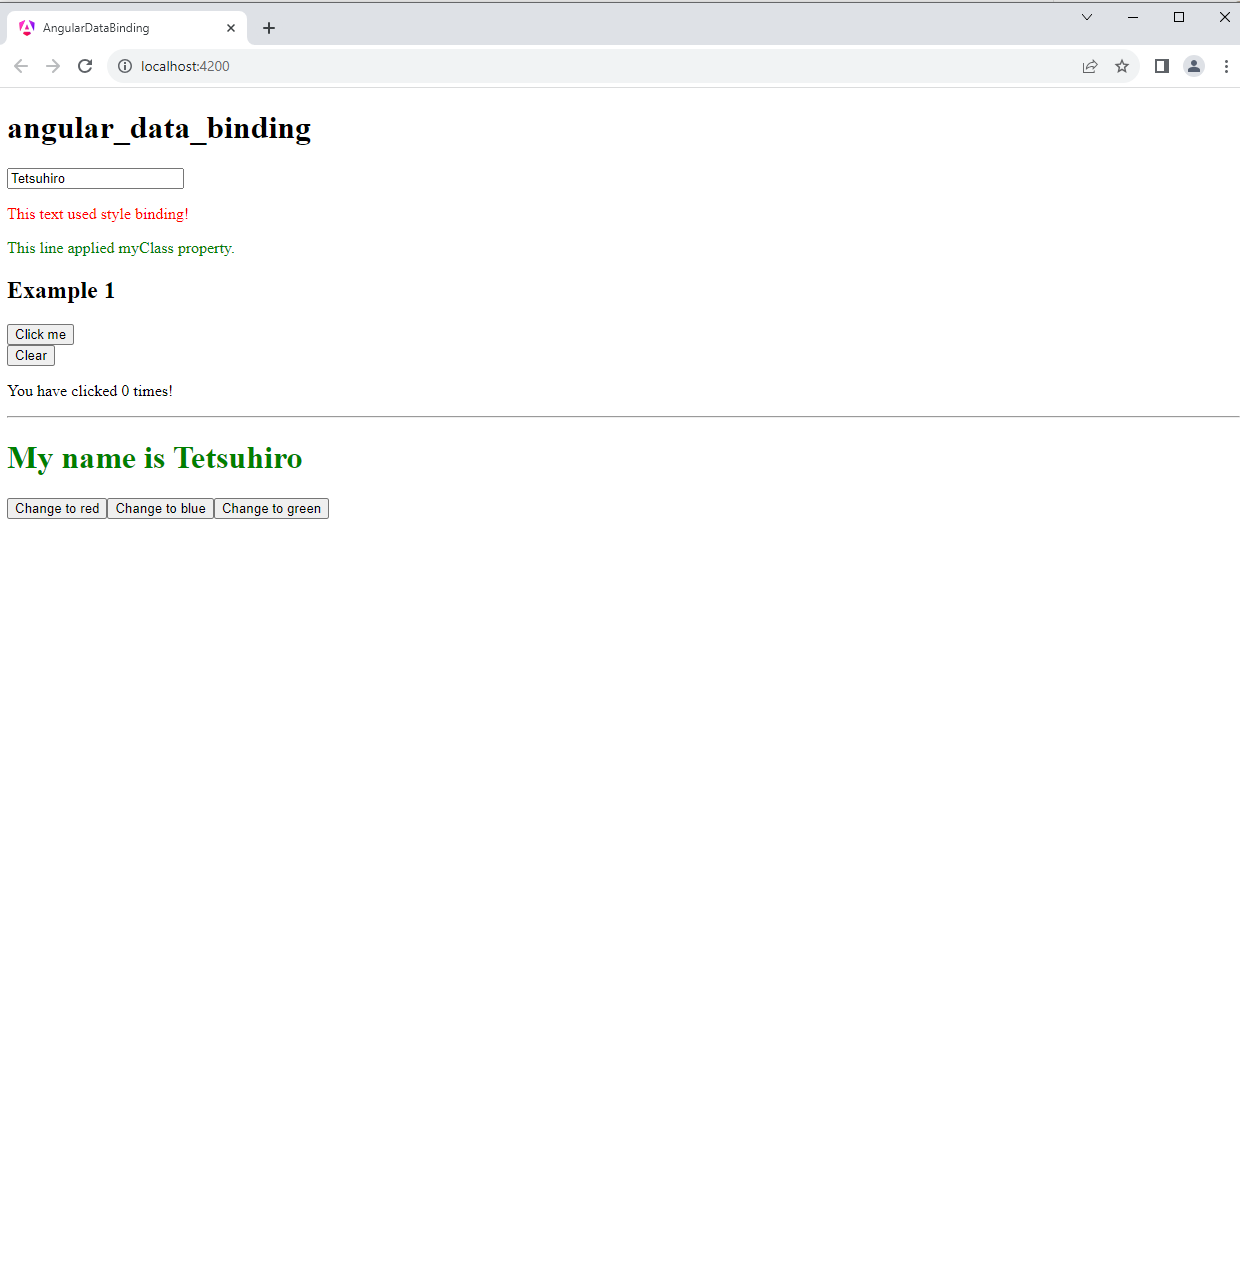 AngularDataBinding
localhost:4200
angular_data_binding
Tetsuhiro
This text used style binding!
This line applied myClass property.
Example 1
Click me
Clear
You have clicked 0 times!
My name is Tetsuhiro
Change to red Change to blue Change to green